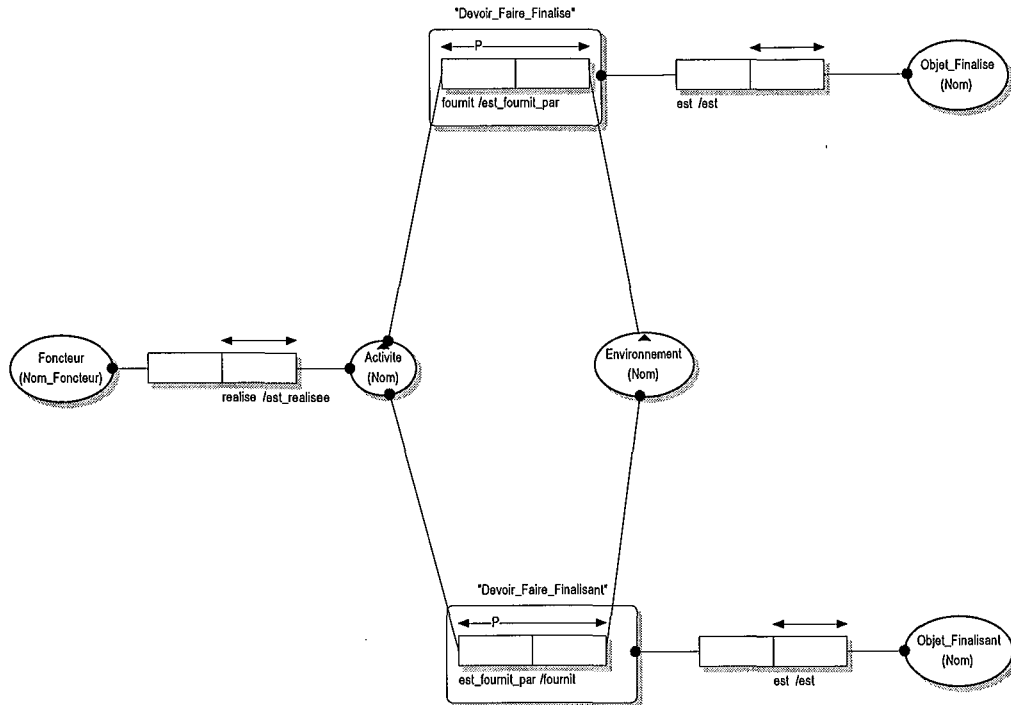 "Devoir_Faire_Finalise"
P
fournit /est_fournit_par
est /est
Objet_Finalise
(Nom)
Foncteur
(Nom_Foncteur)
realise /est_realisee
Activite
(Nom)
Environnement
(Nom)
"Devoir_Faire_Finalisant"
P
est_fournit_par /fournit
est /est
Objet_Finalisant
(Nom)